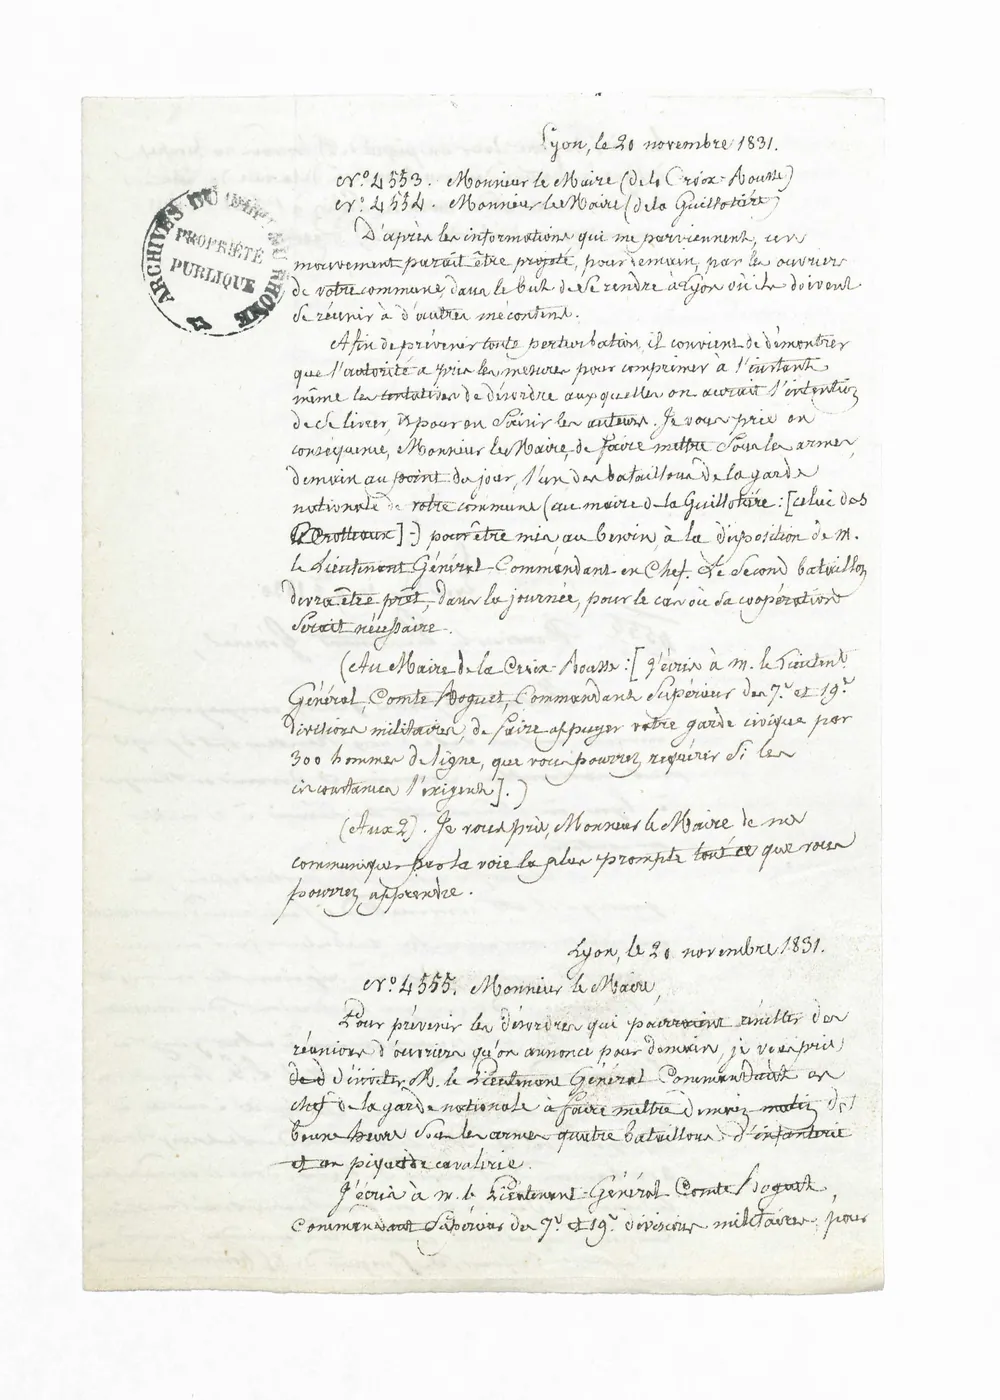 Lyon, le 20 novembre 1831.
N.º 4553. Monsieur le Maire (de la Croix-Rousse)
N.º 4554. Monsieur le Maire (de la Guillotière)
ARCHIVES DU DÉPT DU RHONE
PROPRIÉTÉ
PUBLIQUE
D'après les informations qui me parviennent, un
mouvement parait être projeté, pour demain, par les ouvriers
de votre commune, dans le but de se rendre à Lyon où ils doivent
se réunir à d'autres mécontens.
Afin de prévenir toute perturbation, il convient de démontrer
que l'autorité a pris les mesures pour comprimer à l'instant
même les tentatives de désordre auxquelles on aurait l'intention
de se livrer, et pour en saisir les auteurs. Je vous prie en
conséquence, Monsieur le Maire, de faire mettre sous les armes,
demain au point du jour, l'un des bataillons de la garde
nationale de votre commune (au maire de la Guillotière : [celui des
Brotteaux]-) pour être mis, au besoin, à la disposition de M.
le Lieutenant Général Commandant en Chef. Le second bataillon
devra être prêt, dans la journée, pour le cas où sa coopération
serait nécessaire.
(Au Maire de la Croix-Rousse : [J'écris à M. le Lieutent
Général, Comte Roguet, Commandant Supérieur des 7.e et 19.e
divisions militaires, de faire appuyer votre garde civique par
300 hommes de ligne, que vous pourrez requérir si les
circonstances l'exigent].)
(Aux 2). Je vous prie, Monsieur le Maire de me
communiquer par la voie la plus prompte tout ce que vous
pourrez apprendre.
Lyon, le 20 novembre 1831.
N.º 4555. Monsieur le Maire,
Pour prévenir les désordres qui pourraient résulter des
réunions d'ouvriers qu'on annonce pour demain, je vous prie
d'inviter M. le Lieutenant Général Commandant en
chef de la garde nationale à faire mettre demain matin de
bonne heure sous les armes quatre bataillons d'infanterie
et un piquet de cavalerie.
J'écris à M. le Lieutenant-Général Comte Roguet,
Commandant Supérieur des 7.e et 19.e divisions militaires, pour